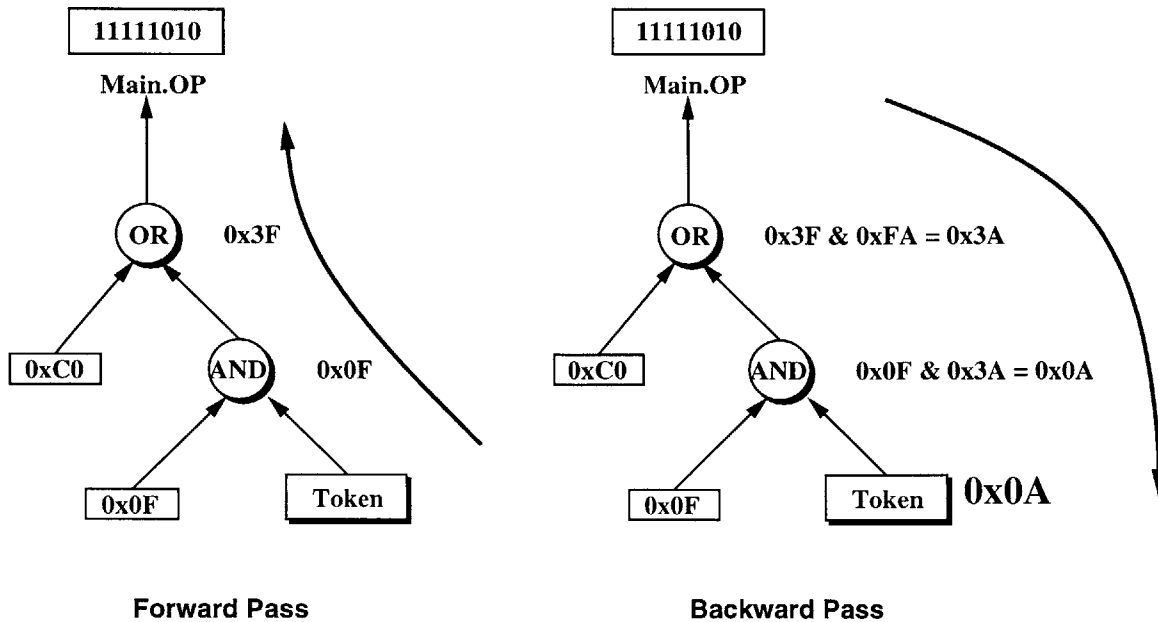 11111010
Main.OP
OR
0x3F
0xC0
AND
0x0F
0x0F
Token
Forward Pass
11111010
Main.OP
OR
0x3F & 0xFA = 0x3A
0xC0
AND
0x0F & 0x3A = 0x0A
0x0F
Token
0x0A
Backward Pass